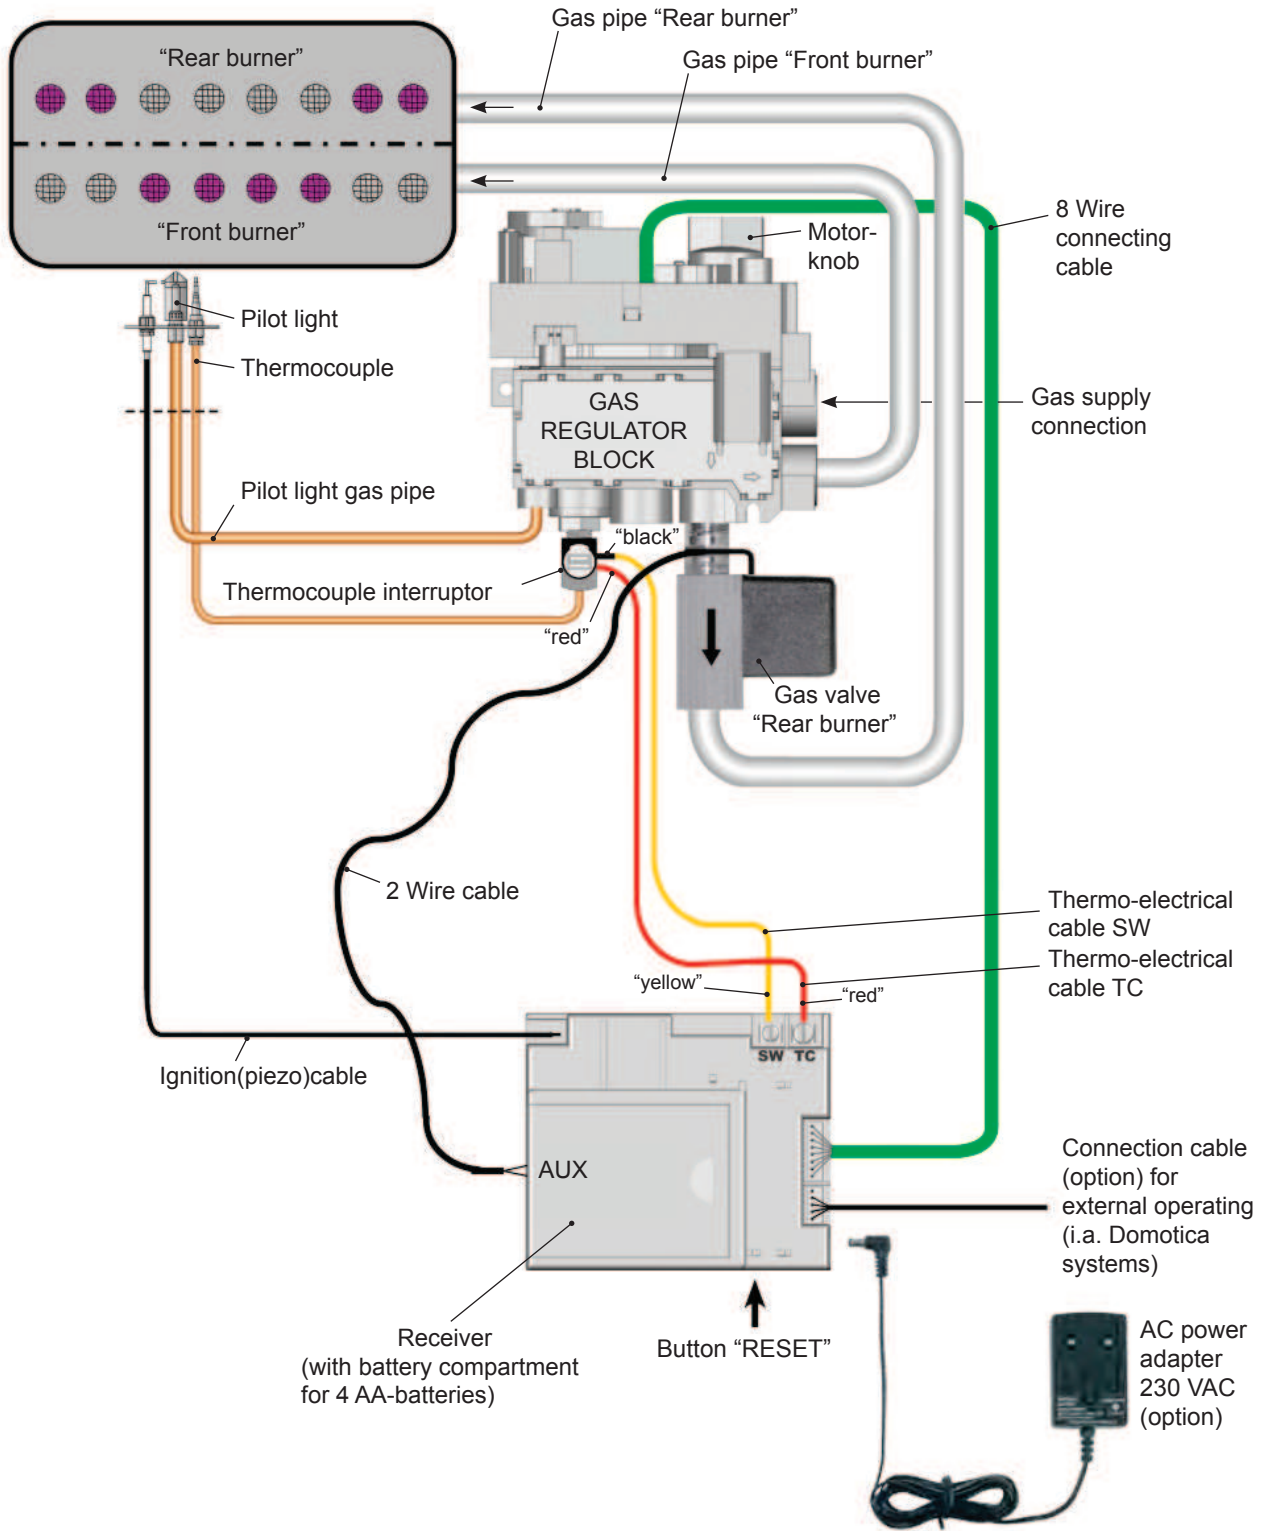 Gas pipe “Rear burner”
Gas pipe “Front burner”
“Rear burner”
“Front burner”
8 Wire
connecting
cable
Motor-
knob
Pilot light
Thermocouple
GAS
REGULATOR
BLOCK
Gas supply
connection
Pilot light gas pipe
“black”
Thermocouple interruptor
“red”
Gas valve
“Rear burner”
2 Wire cable
Thermo-electrical
cable SW
Thermo-electrical
cable TC
“yellow”
“red”
SW TC
Ignition(piezo)cable
AUX
Connection cable
(option) for
external operating
(i.a. Domotica
systems)
Receiver
(with battery compartment
for 4 AA-batteries)
Button “RESET”
AC power
adapter
230 VAC
(option)